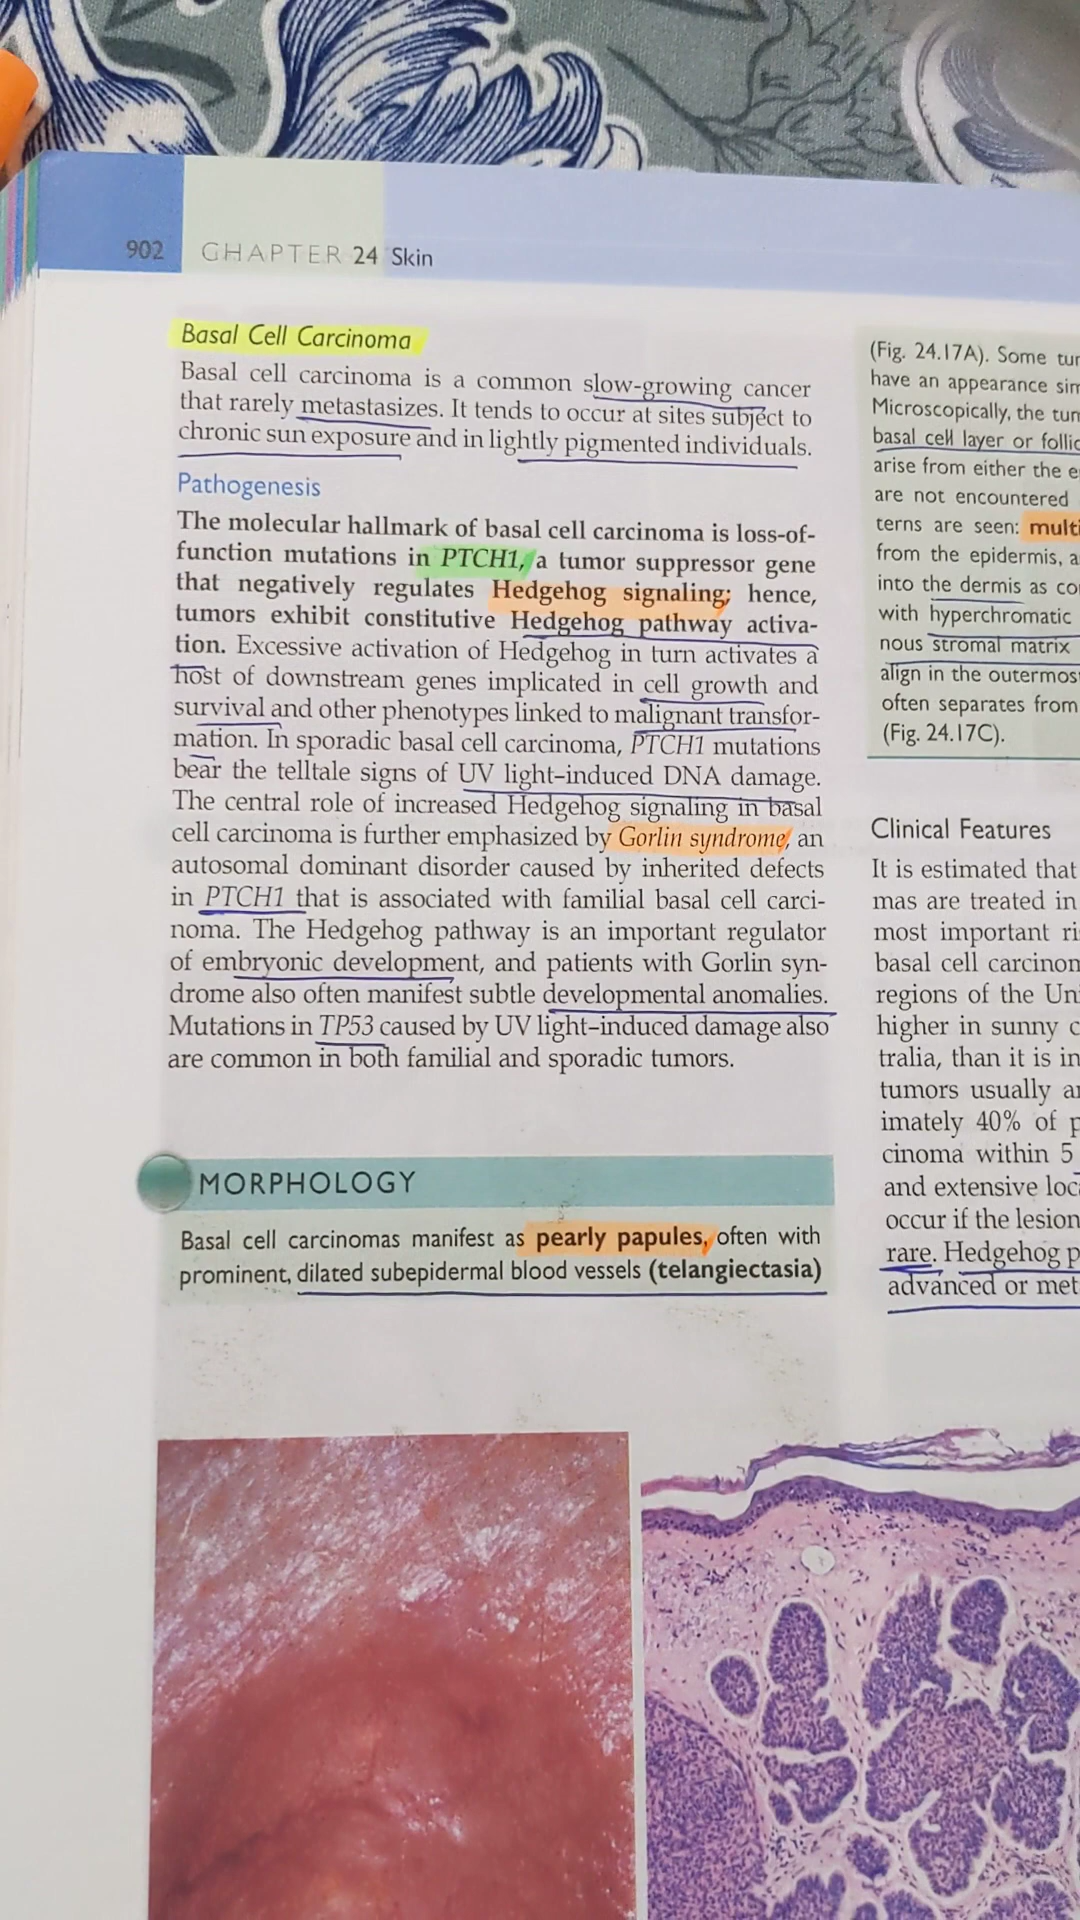 902 CHAPTER 24 Skin
Basal Cell Carcinoma
Basal cell carcinoma is a common slow-growing cancer
that rarely metastasizes. It tends to occur at sites subject to
chronic sun exposure and in lightly pigmented individuals.
Pathogenesis
The molecular hallmark of basal cell carcinoma is loss-of-
function mutations in PTCH1, a tumor suppressor gene
that negatively regulates Hedgehog signaling; hence,
tumors exhibit constitutive Hedgehog pathway activa-
tion. Excessive activation of Hedgehog in turn activates a
host of downstream genes implicated in cell growth and
survival and other phenotypes linked to malignant transfor-
mation. In sporadic basal cell carcinoma, PTCH1 mutations
bear the telltale signs of UV light–induced DNA damage.
The central role of increased Hedgehog signaling in basal
cell carcinoma is further emphasized by Gorlin syndrome, an
autosomal dominant disorder caused by inherited defects
in PTCH1 that is associated with familial basal cell carci-
noma. The Hedgehog pathway is an important regulator
of embryonic development, and patients with Gorlin syn-
drome also often manifest subtle developmental anomalies.
Mutations in TP53 caused by UV light–induced damage also
are common in both familial and sporadic tumors.
MORPHOLOGY
Basal cell carcinomas manifest as pearly papules, often with
prominent, dilated subepidermal blood vessels (telangiectasia)
(Fig. 24.17A). Some
have an appearance
Microscopically, the
basal cell layer or
arise from either the
are not encountered
terns are seen:
from the epidermis,
into the dermis as
with hyperchromatic
nous stromal matrix
align in the
often separates from
(Fig. 24.17C).
Clinical Features
It is estimated that
mas are treated in
most important
basal cell
regions of the
higher in sunny
tralia, than it is in
tumors usually
imately 40% of
cinoma within 5
and extensive
occur if the lesion
rare. Hedgehog
advanced or